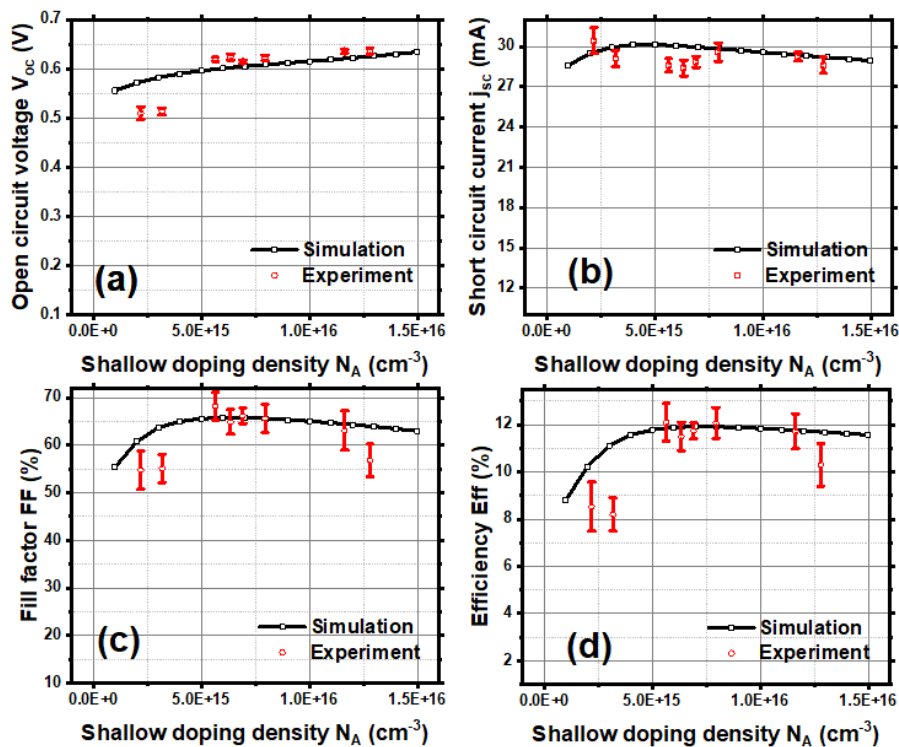 Open circuit voltage V_oc (V)
0.7
0.6
0.5
0.4
0.3
0.2
0.1
(a)
Simulation
Experiment
0.0E+0
5.0E+15
1.0E+16
1.5E+16
Shallow doping density N_A (cm⁻³)
Short circuit current j_sc (mA)
30
27
24
21
18
15
12
(b)
Simulation
Experiment
0.0E+0
5.0E+15
1.0E+16
1.5E+16
Shallow doping density N_A (cm⁻³)
Fill factor FF (%)
70
60
50
40
30
20
10
(c)
Simulation
Experiment
0.0E+0
5.0E+15
1.0E+16
1.5E+16
Shallow doping density N_A (cm⁻³)
Efficiency Eff (%)
12
10
8
6
4
2
(d)
Simulation
Experiment
0.0E+0
5.0E+15
1.0E+16
1.5E+16
Shallow doping density N_A (cm⁻³)